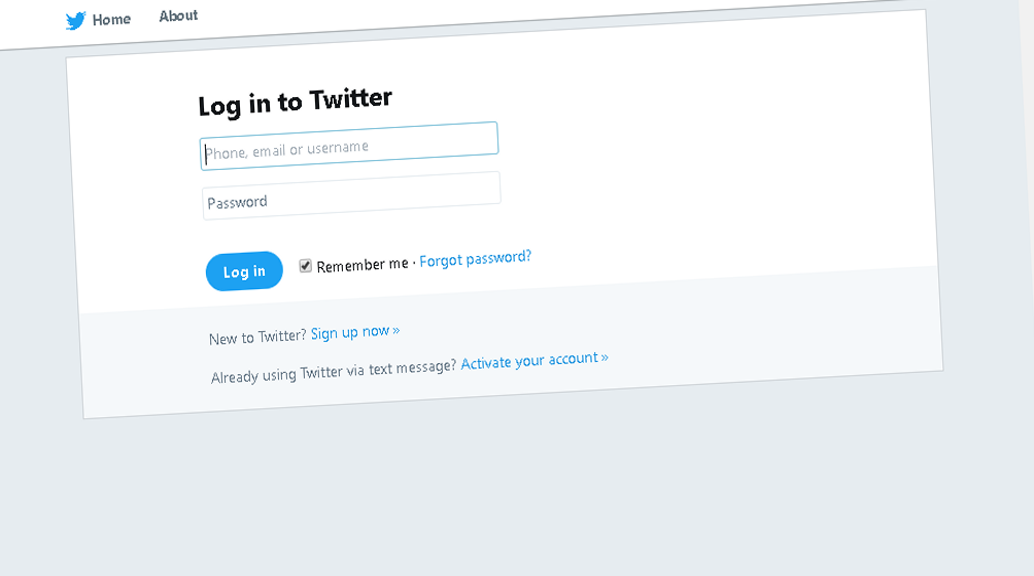 Home About
Log in to Twitter
Phone, email or username
Password
Log in Remember me · Forgot password?
New to Twitter? Sign up now »
Already using Twitter via text message? Activate your account »